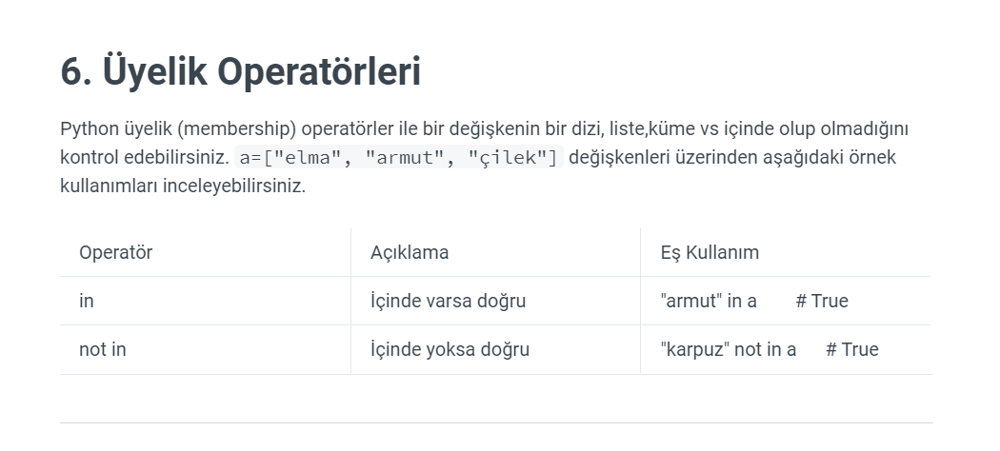 6. Üyelik Operatörleri
Python üyelik (membership) operatörler ile bir değişkenin bir dizi, liste,küme vs içinde olup olmadığını
kontrol edebilirsiniz. a=["elma", "armut", "çilek"] değişkenleri üzerinden aşağıdaki örnek
kullanımları inceleyebilirsiniz.
Operatör Açıklama Eş Kullanım
in İçinde varsa doğru "armut" in a # True
not in İçinde yoksa doğru "karpuz" not in a # True